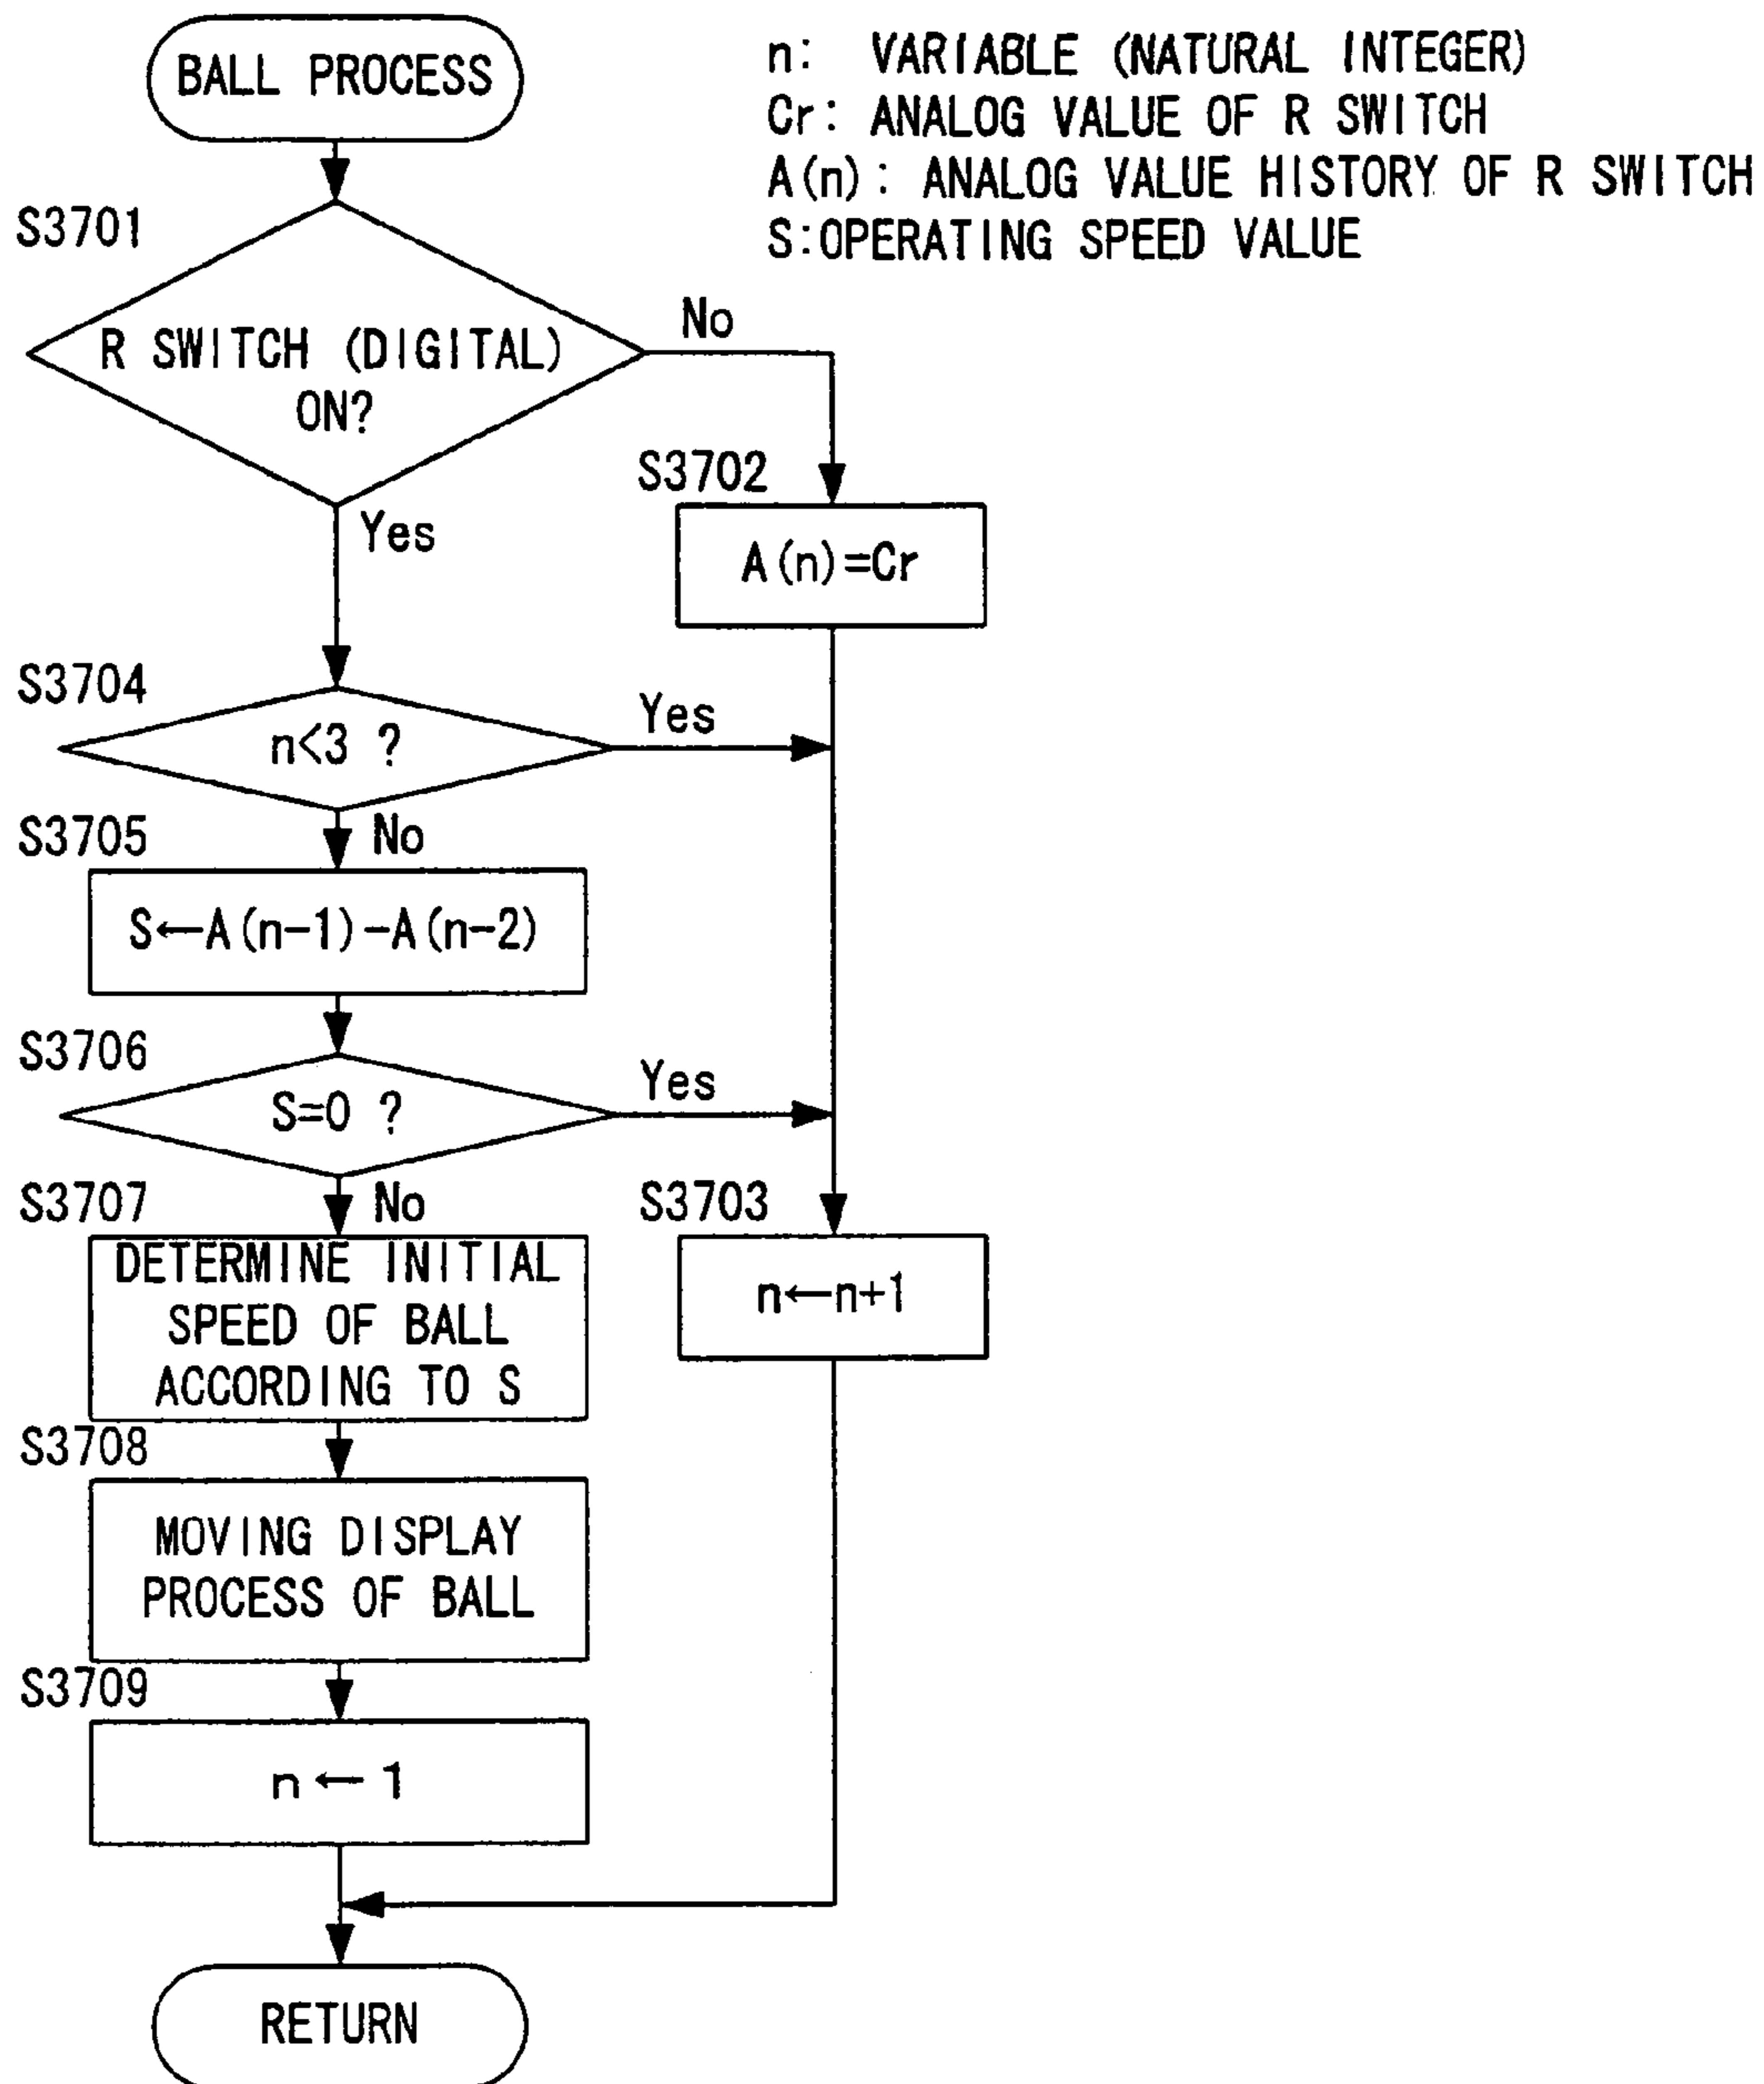 BALL PROCESS
n: VARIABLE (NATURAL INTEGER)
Cr: ANALOG VALUE OF R SWITCH
A(n): ANALOG VALUE HISTORY OF R SWITCH
S:OPERATING SPEED VALUE
S3701
R SWITCH (DIGITAL)
ON?
No
Yes
S3702
A(n)=Cr
S3704
n<3 ?
Yes
No
S3705
S←A(n-1)-A(n-2)
S3706
S=0 ?
Yes
No
S3707
DETERMINE INITIAL
SPEED OF BALL
ACCORDING TO S
S3703
n←n+1
S3708
MOVING DISPLAY
PROCESS OF BALL
S3709
n←1
RETURN